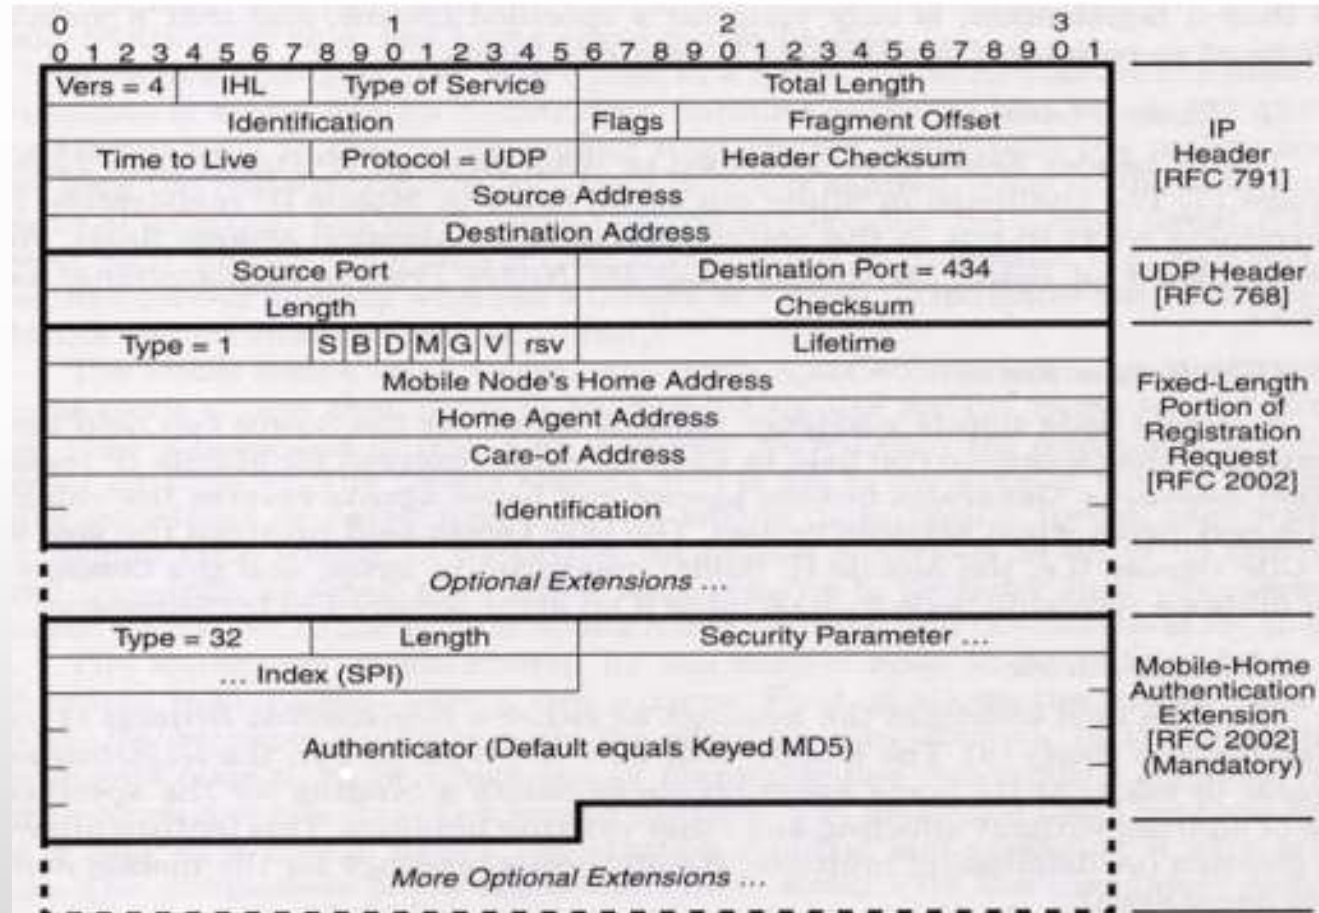 0 1 2 3
0 1 2 3 4 5 6 7 8 9 0 1 2 3 4 5 6 7 8 9 0 1 2 3 4 5 6 7 8 9 0 1
Vers = 4 IHL Type of Service Total Length
Identification Flags Fragment Offset
Time to Live Protocol = UDP Header Checksum
Source Address
Destination Address
IP
Header
[RFC 791]
Source Port Destination Port = 434
Length Checksum
UDP Header
[RFC 768]
Type = 1 S B D M G V rsv Lifetime
Mobile Node's Home Address
Home Agent Address
Care-of Address
Identification
Fixed-Length
Portion of
Registration
Request
[RFC 2002]
Optional Extensions ...
Type = 32 Length Security Parameter ...
... Index (SPI)
Authenticator (Default equals Keyed MD5)
Mobile-Home
Authentication
Extension
[RFC 2002]
(Mandatory)
More Optional Extensions ...